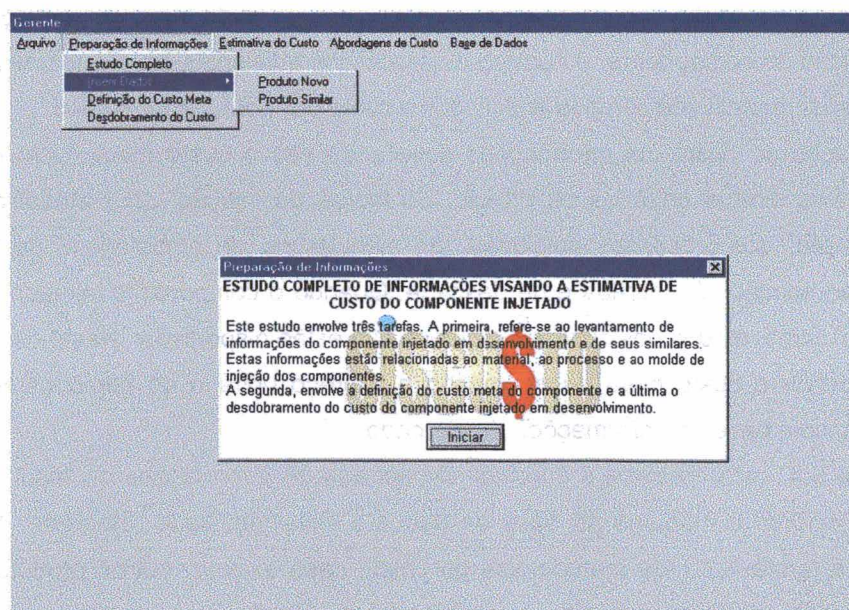 Gerente
Arquivo Preparação de Informações Estimativa do Custo Abordagens de Custo Base de Dados
Estudo Completo
Inserir Dados Produto Novo
Definição do Custo Meta Produto Similar
Desdobramento do Custo
Preparação de Informações
ESTUDO COMPLETO DE INFORMAÇÕES VISANDO A ESTIMATIVA DE
CUSTO DO COMPONENTE INJETADO
Este estudo envolve três tarefas. A primeira, refere-se ao levantamento de
informações do componente injetado em desenvolvimento e de seus similares.
Estas informações estão relacionadas ao material, ao processo e ao molde de
injeção dos componentes.
A segunda, envolve a definição do custo meta do componente e a última o
desdobramento do custo do componente injetado em desenvolvimento.
siscu$to
Iniciar